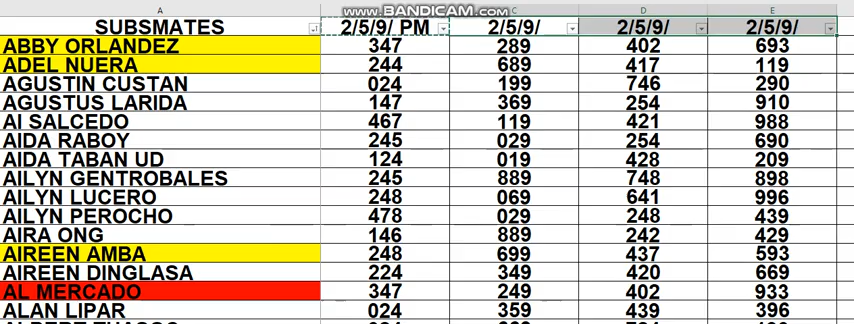 WWW.BANDICAM.COM
A C D E
SUBSMATES 2/5/9/ PM 2/5/9/ 2/5/9/ 2/5/9/
ABBY ORLANDEZ 347 289 402 693
ADEL NUERA 244 689 417 119
AGUSTIN CUSTAN 024 199 746 290
AGUSTUS LARIDA 147 369 254 910
AI SALCEDO 467 119 421 988
AIDA RABOY 245 029 254 690
AIDA TABAN UD 124 019 428 209
AILYN GENTROBALES 245 889 748 898
AILYN LUCERO 248 069 641 996
AILYN PEROCHO 478 029 248 439
AIRA ONG 146 889 242 429
AIREEN AMBA 248 699 437 593
AIREEN DINGLASA 224 349 420 669
AL MERCADO 347 249 402 933
ALAN LIPAR 024 359 439 396